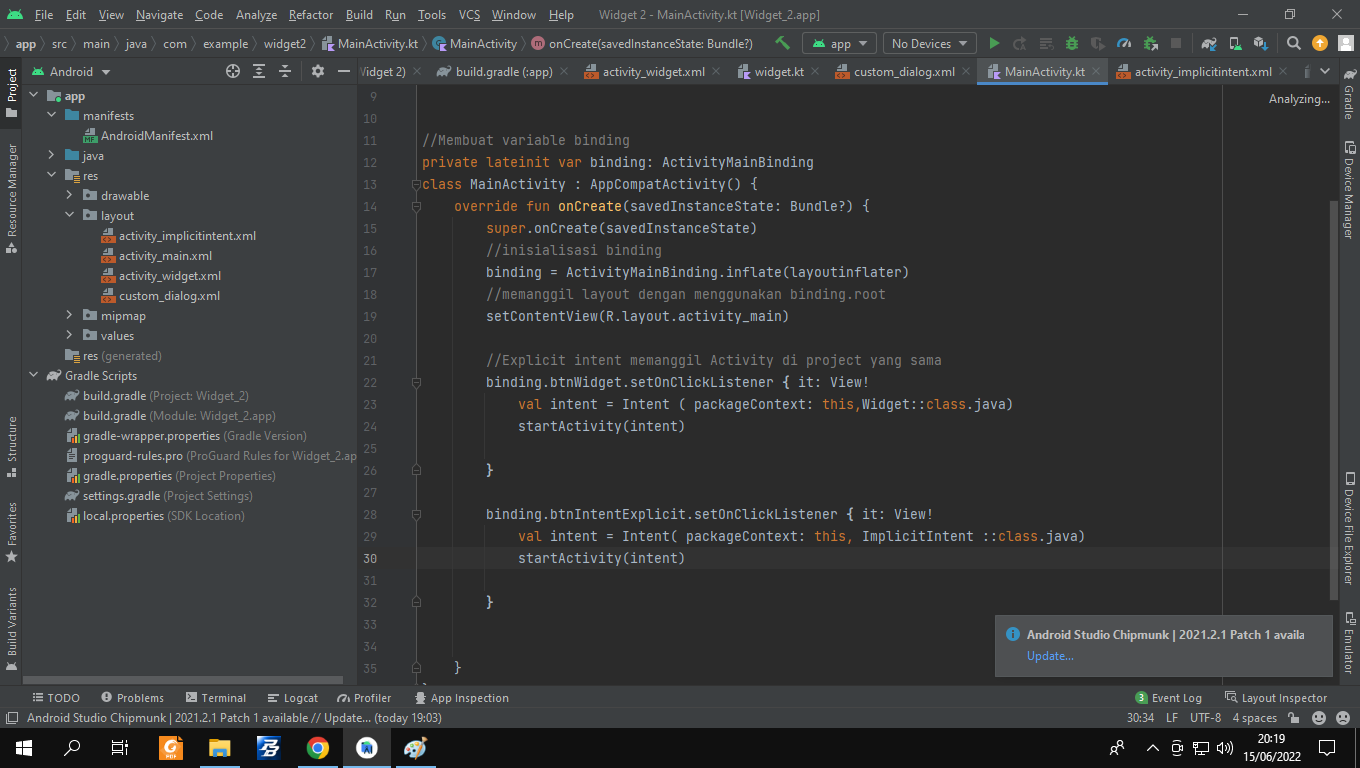 File Edit View Navigate Code Analyze Refactor Build Run Tools VCS Window Help Widget 2 - MainActivity.kt [Widget_2.app]
app src main java com example widget2 MainActivity.kt MainActivity m onCreate(savedInstanceState: Bundle?) app No Devices
Android Widget 2) build.gradle (:app) activity_widget.xml widget.kt custom_dialog.xml MainActivity.kt activity_implicitintent.xml
Project
Resource Manager
Structure
Favorites
Build Variants
app
manifests
AndroidManifest.xml
java
res
drawable
layout
activity_implicitintent.xml
activity_main.xml
activity_widget.xml
custom_dialog.xml
mipmap
values
res (generated)
Gradle Scripts
build.gradle (Project: Widget_2)
build.gradle (Module: Widget_2.app)
gradle-wrapper.properties (Gradle Version)
proguard-rules.pro (ProGuard Rules for Widget_2.ap
gradle.properties (Project Properties)
settings.gradle (Project Settings)
local.properties (SDK Location)
Analyzing...
9
10
11 //Membuat variable binding
12 private lateinit var binding: ActivityMainBinding
13 class MainActivity : AppCompatActivity() {
14 override fun onCreate(savedInstanceState: Bundle?) {
15 super.onCreate(savedInstanceState)
16 //inisialisasi binding
17 binding = ActivityMainBinding.inflate(layoutinflater)
18 //memanggil layout dengan menggunakan binding.root
19 setContentView(R.layout.activity_main)
20
21 //Explicit intent memanggil Activity di project yang sama
22 binding.btnWidget.setOnClickListener { it: View!
23 val intent = Intent ( packageContext: this,Widget::class.java)
24 startActivity(intent)
25
26 }
27
28 binding.btnIntentExplicit.setOnClickListener { it: View!
29 val intent = Intent( packageContext: this, ImplicitIntent ::class.java)
30 startActivity(intent)
31
32 }
33
34
35 }
Gradle
Device Manager
Device File Explorer
Emulator
Android Studio Chipmunk | 2021.2.1 Patch 1 availa
Update...
TODO Problems Terminal Logcat Profiler App Inspection 3 Event Log Layout Inspector
Android Studio Chipmunk | 2021.2.1 Patch 1 available // Update... (today 19:03) 30:34 LF UTF-8 4 spaces
PDF
20:19
15/06/2022